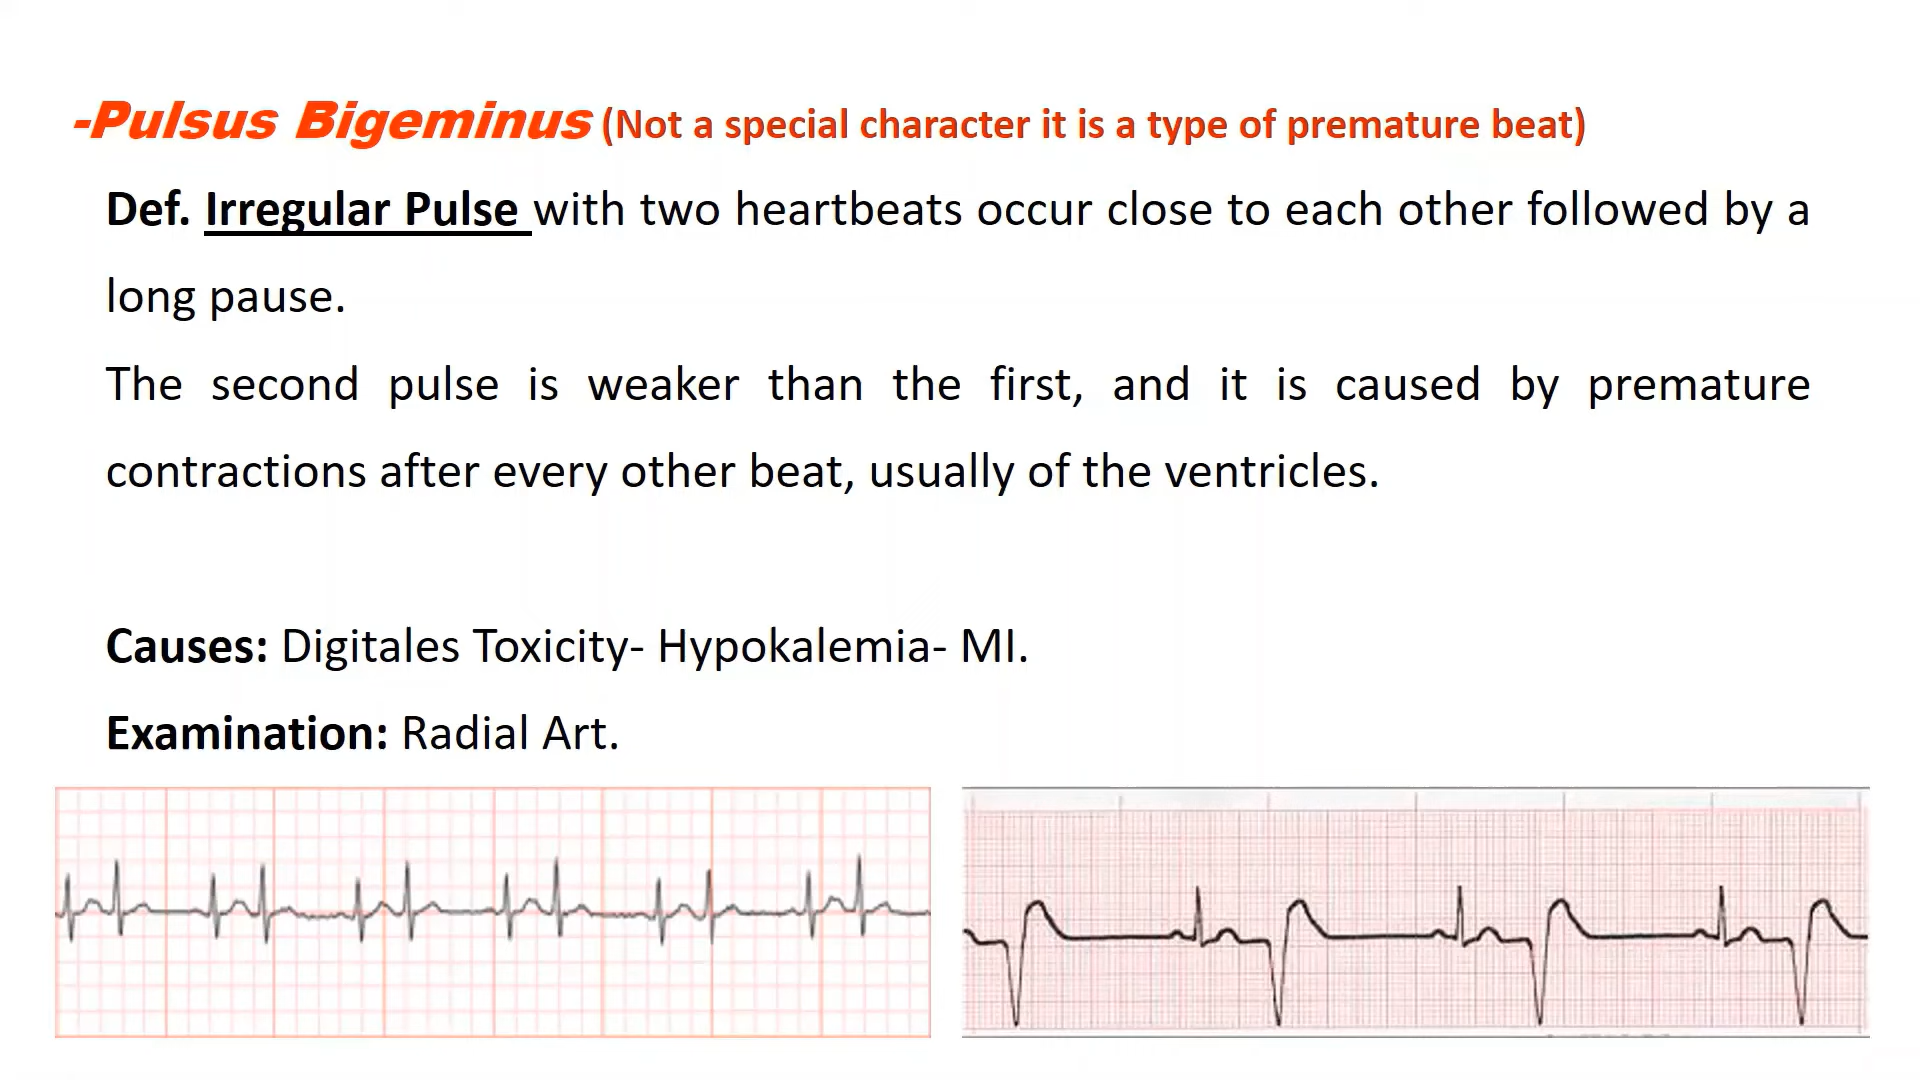 -Pulsus Bigeminus (Not a special character it is a type of premature beat)
Def. Irregular Pulse with two heartbeats occur close to each other followed by a
long pause.
The second pulse is weaker than the first, and it is caused by premature
contractions after every other beat, usually of the ventricles.
Causes: Digitales Toxicity- Hypokalemia- MI.
Examination: Radial Art.